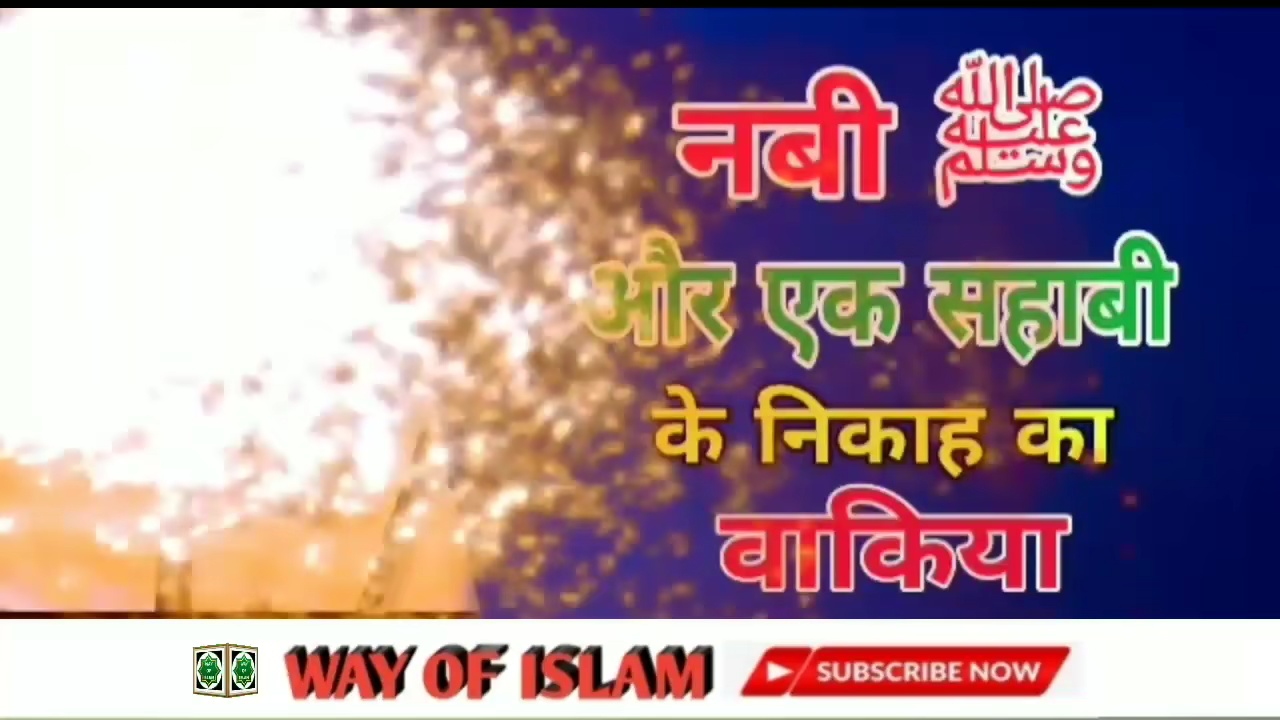 नबी ﷺ
और एक सहाबी
के निकाह का
वाकिया
WAY OF ISLAM SUBSCRIBE NOW